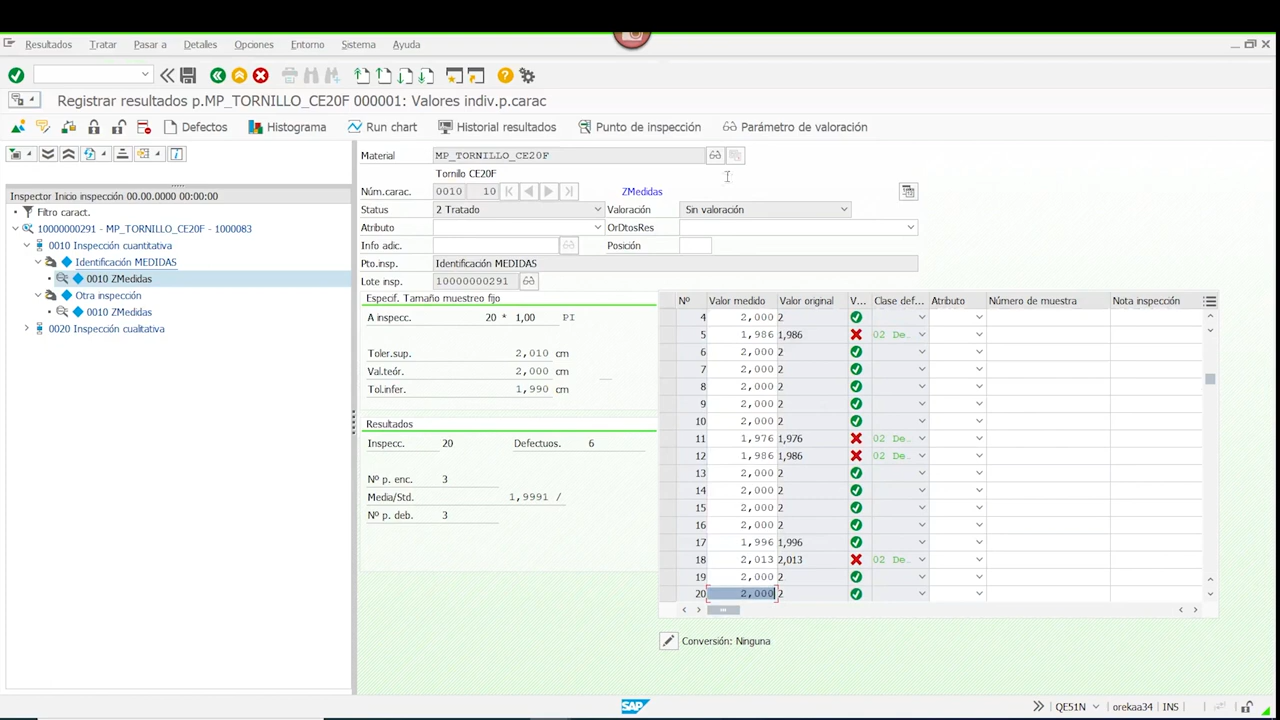 Resultados Tratar Pasar a Detalles Opciones Entorno Sistema Ayuda
Registrar resultados p.MP_TORNILLO_CE20F 000001: Valores indiv.p.carac
Defectos Histograma Run chart Historial resultados Punto de inspección Parámetro de valoración
Inspector Inicio inspección 00.00.0000 00:00:00
Filtro caract.
10000000291 - MP_TORNILLO_CE20F - 1000083
0010 Inspección cuantitativa
Identificación MEDIDAS
0010 ZMedidas
Otra inspección
0010 ZMedidas
0020 Inspección cualitativa
Material MP_TORNILLO_CE20F
Tornilo CE20F
Núm.carac. 0010 10 ZMedidas
Status 2 Tratado Valoración Sin valoración
Atributo OrDtosRes
Info adic. Posición
Pto.insp. Identificación MEDIDAS
Lote insp. 10000000291
Específ. Tamaño muestreo fijo
A inspecc. 20 * 1,00 PI
Toler.sup. 2,010 cm
Val.teór. 2,000 cm
Tol.infer. 1,990 cm
Resultados
Inspecc. 20 Defectuos. 6
Nº p. enc. 3
Media/Std. 1,9991 /
Nº p. deb. 3
Nº Valor medido Valor original V... Clase def... Atributo Número de muestra Nota inspección
4 2,000 2
5 1,986 1,986 02 De.
6 2,000 2
7 2,000 2
8 2,000 2
9 2,000 2
10 2,000 2
11 1,976 1,976 02 De.
12 1,986 1,986 02 De.
13 2,000 2
14 2,000 2
15 2,000 2
16 2,000 2
17 1,996 1,996
18 2,013 2,013 02 De.
19 2,000 2
20 2,000 2
Conversión: Ninguna
SAP
QE51N orekaa34 INS